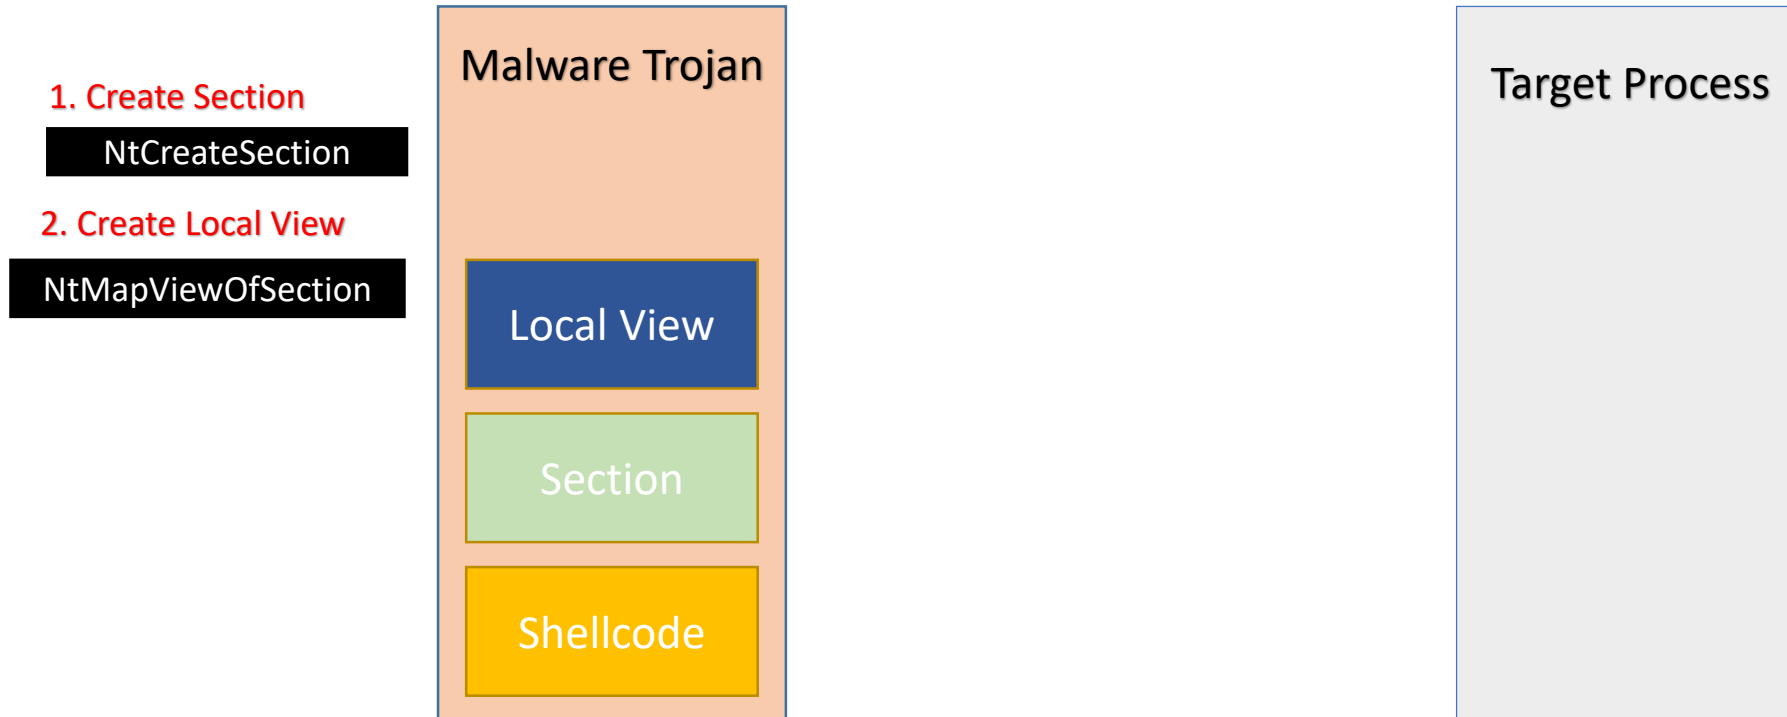 1. Create Section
NtCreateSection
2. Create Local View
NtMapViewOfSection
Malware Trojan
Local View
Section
Shellcode
Target Process